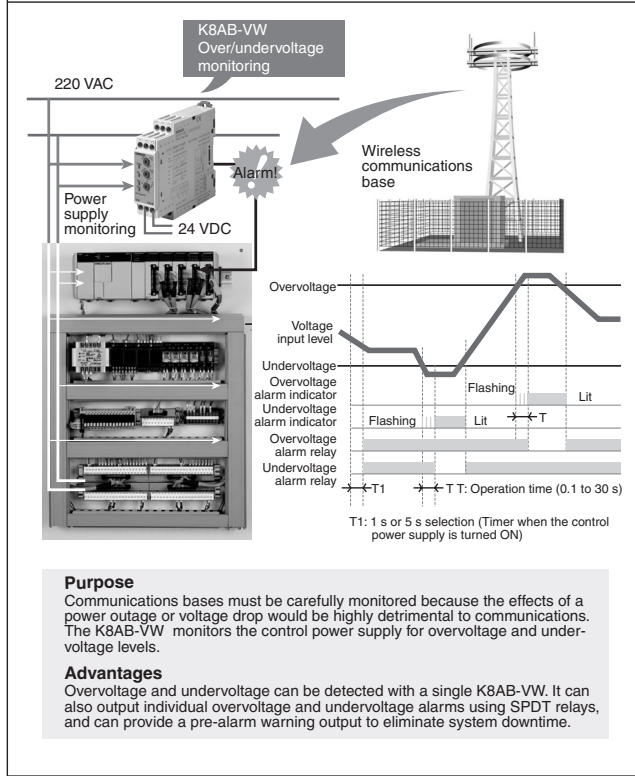 K8AB-VW
Over/undervoltage
monitoring
220 VAC
Alarm!
Wireless
communications
base
Power
supply
monitoring
24 VDC
Overvoltage
Voltage
input level
Undervoltage
Overvoltage
alarm indicator
Flashing
Lit
Undervoltage
alarm indicator
Flashing
Lit
T
Overvoltage
alarm relay
Undervoltage
alarm relay
T1
T T: Operation time (0.1 to 30 s)
T1: 1 s or 5 s selection (Timer when the control
power supply is turned ON)
Purpose
Communications bases must be carefully monitored because the effects of a
power outage or voltage drop would be highly detrimental to communications.
The K8AB-VW monitors the control power supply for overvoltage and under-
voltage levels.
Advantages
Overvoltage and undervoltage can be detected with a single K8AB-VW. It can
also output individual overvoltage and undervoltage alarms using SPDT relays,
and can provide a pre-alarm warning output to eliminate system downtime.